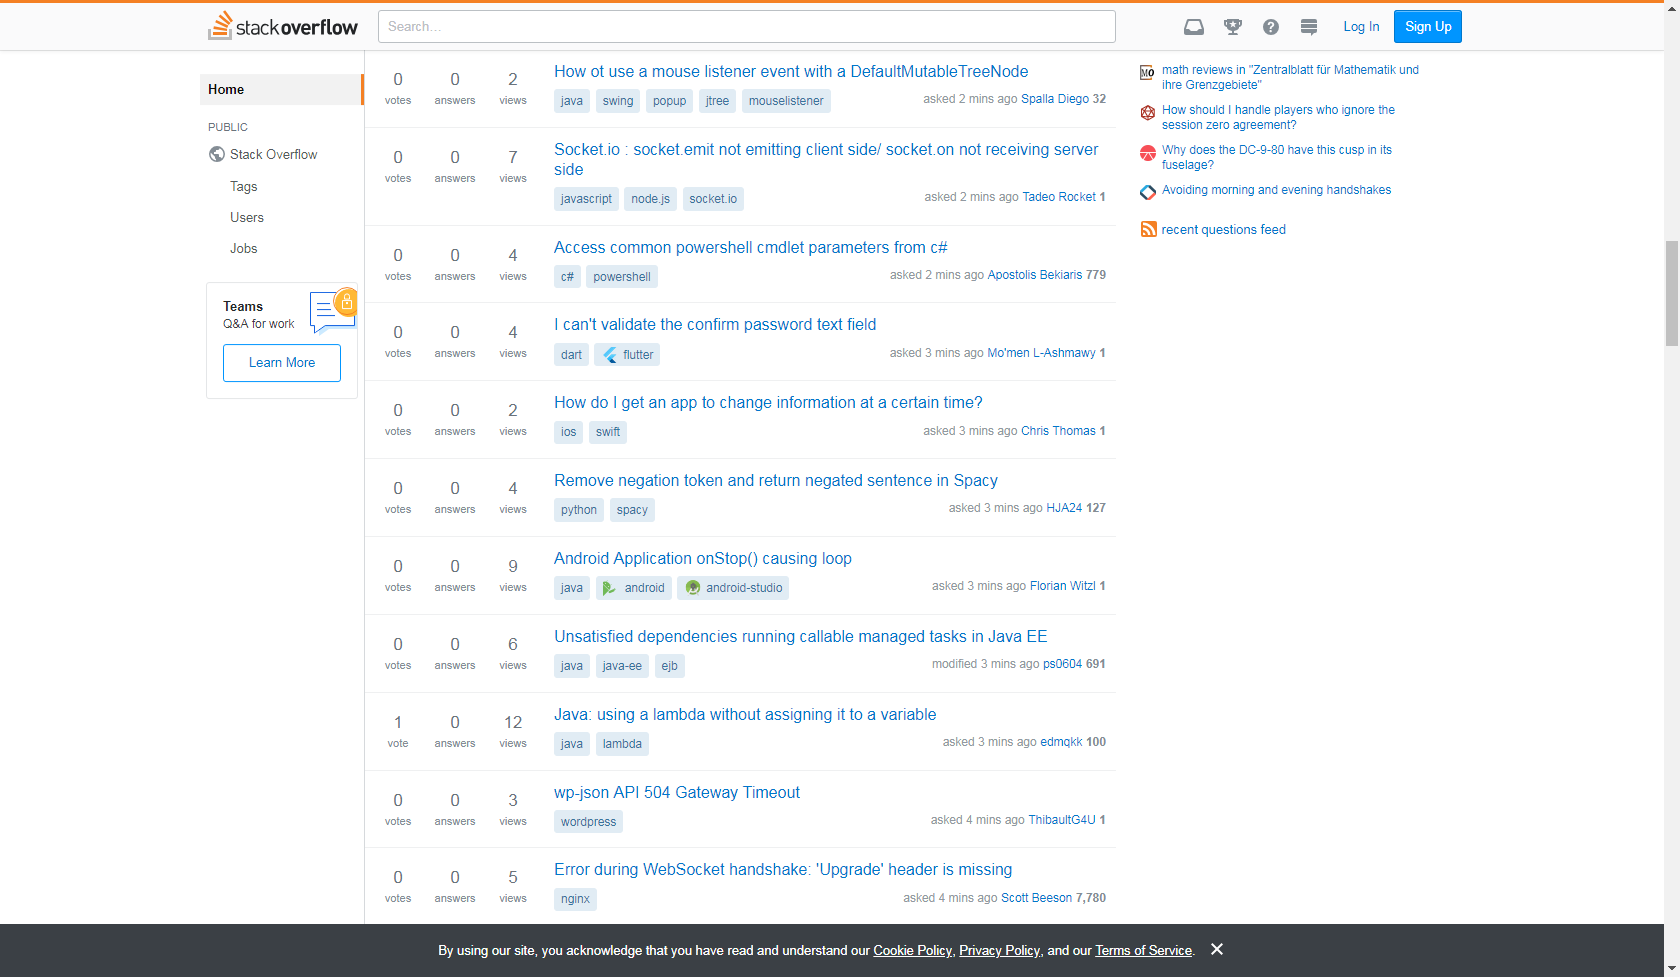 stackoverflow
Search…
Log In
Sign Up
Home
PUBLIC
Stack Overflow
Tags
Users
Jobs
Teams
Q&A for work
Learn More
0 0 2
votes answers views
How ot use a mouse listener event with a DefaultMutableTreeNode
java swing popup jtree mouselistener
asked 2 mins ago Spalla Diego 32
0 0 7
votes answers views
Socket.io : socket.emit not emitting client side/ socket.on not receiving server
side
javascript node.js socket.io
asked 2 mins ago Tadeo Rocket 1
0 0 4
votes answers views
Access common powershell cmdlet parameters from c#
c# powershell
asked 2 mins ago Apostolis Bekiaris 779
0 0 4
votes answers views
I can't validate the confirm password text field
dart flutter
asked 3 mins ago Mo'men L-Ashmawy 1
0 0 2
votes answers views
How do I get an app to change information at a certain time?
ios swift
asked 3 mins ago Chris Thomas 1
0 0 4
votes answers views
Remove negation token and return negated sentence in Spacy
python spacy
asked 3 mins ago HJA24 127
0 0 9
votes answers views
Android Application onStop() causing loop
java android android-studio
asked 3 mins ago Florian Witzl 1
0 0 6
votes answers views
Unsatisfied dependencies running callable managed tasks in Java EE
java java-ee ejb
modified 3 mins ago ps0604 691
1 0 12
vote answers views
Java: using a lambda without assigning it to a variable
java lambda
asked 3 mins ago edmqkk 100
0 0 3
votes answers views
wp-json API 504 Gateway Timeout
wordpress
asked 4 mins ago ThibaultG4U 1
0 0 5
votes answers views
Error during WebSocket handshake: 'Upgrade' header is missing
nginx
asked 4 mins ago Scott Beeson 7,780
MO
math reviews in "Zentralblatt für Mathematik und
ihre Grenzgebiete"
How should I handle players who ignore the
session zero agreement?
Why does the DC-9-80 have this cusp in its
fuselage?
Avoiding morning and evening handshakes
recent questions feed
By using our site, you acknowledge that you have read and understand our Cookie Policy, Privacy Policy, and our Terms of Service.